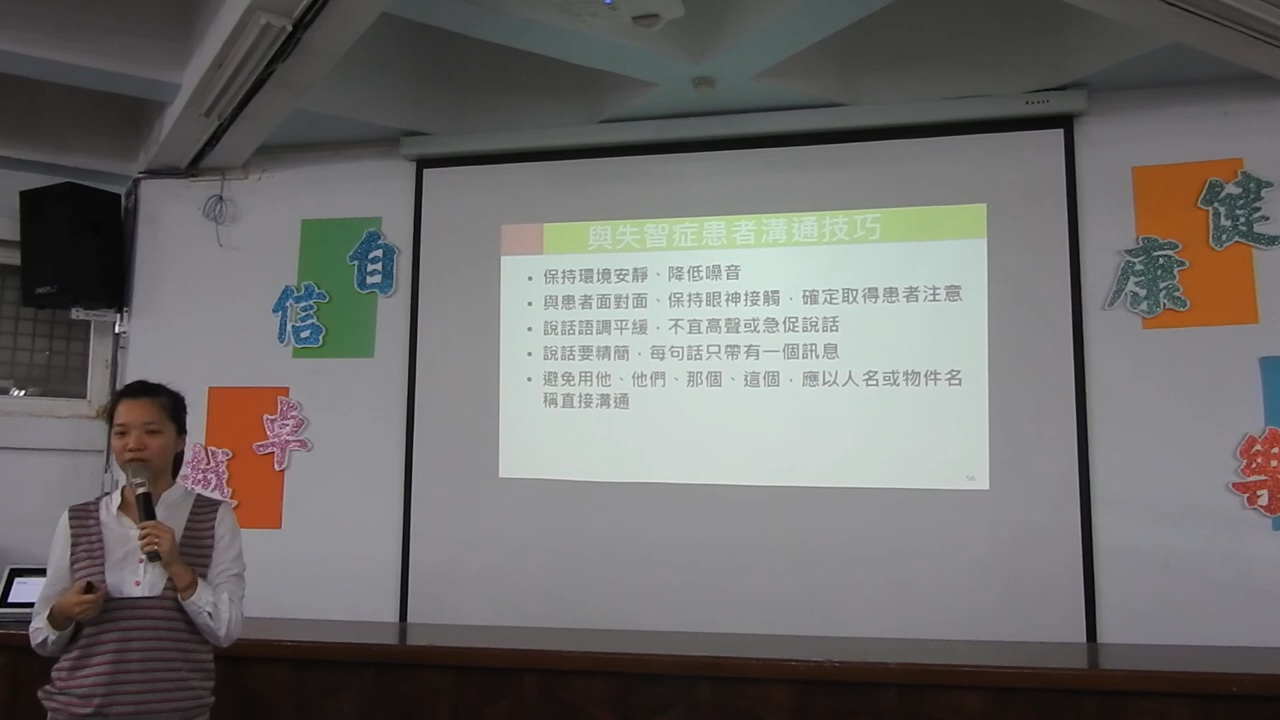 與失智症患者溝通技巧
• 保持環境安靜、降低噪音
• 與患者面對面、保持眼神接觸，確定取得患者注意
• 說話語調平緩，不宜高聲或急促說話
• 說話要精簡，每句話只帶有一個訊息
• 避免用他、他們、那個、這個，應以人名或物件名
稱直接溝通
56
自信
卓越
健康
樂